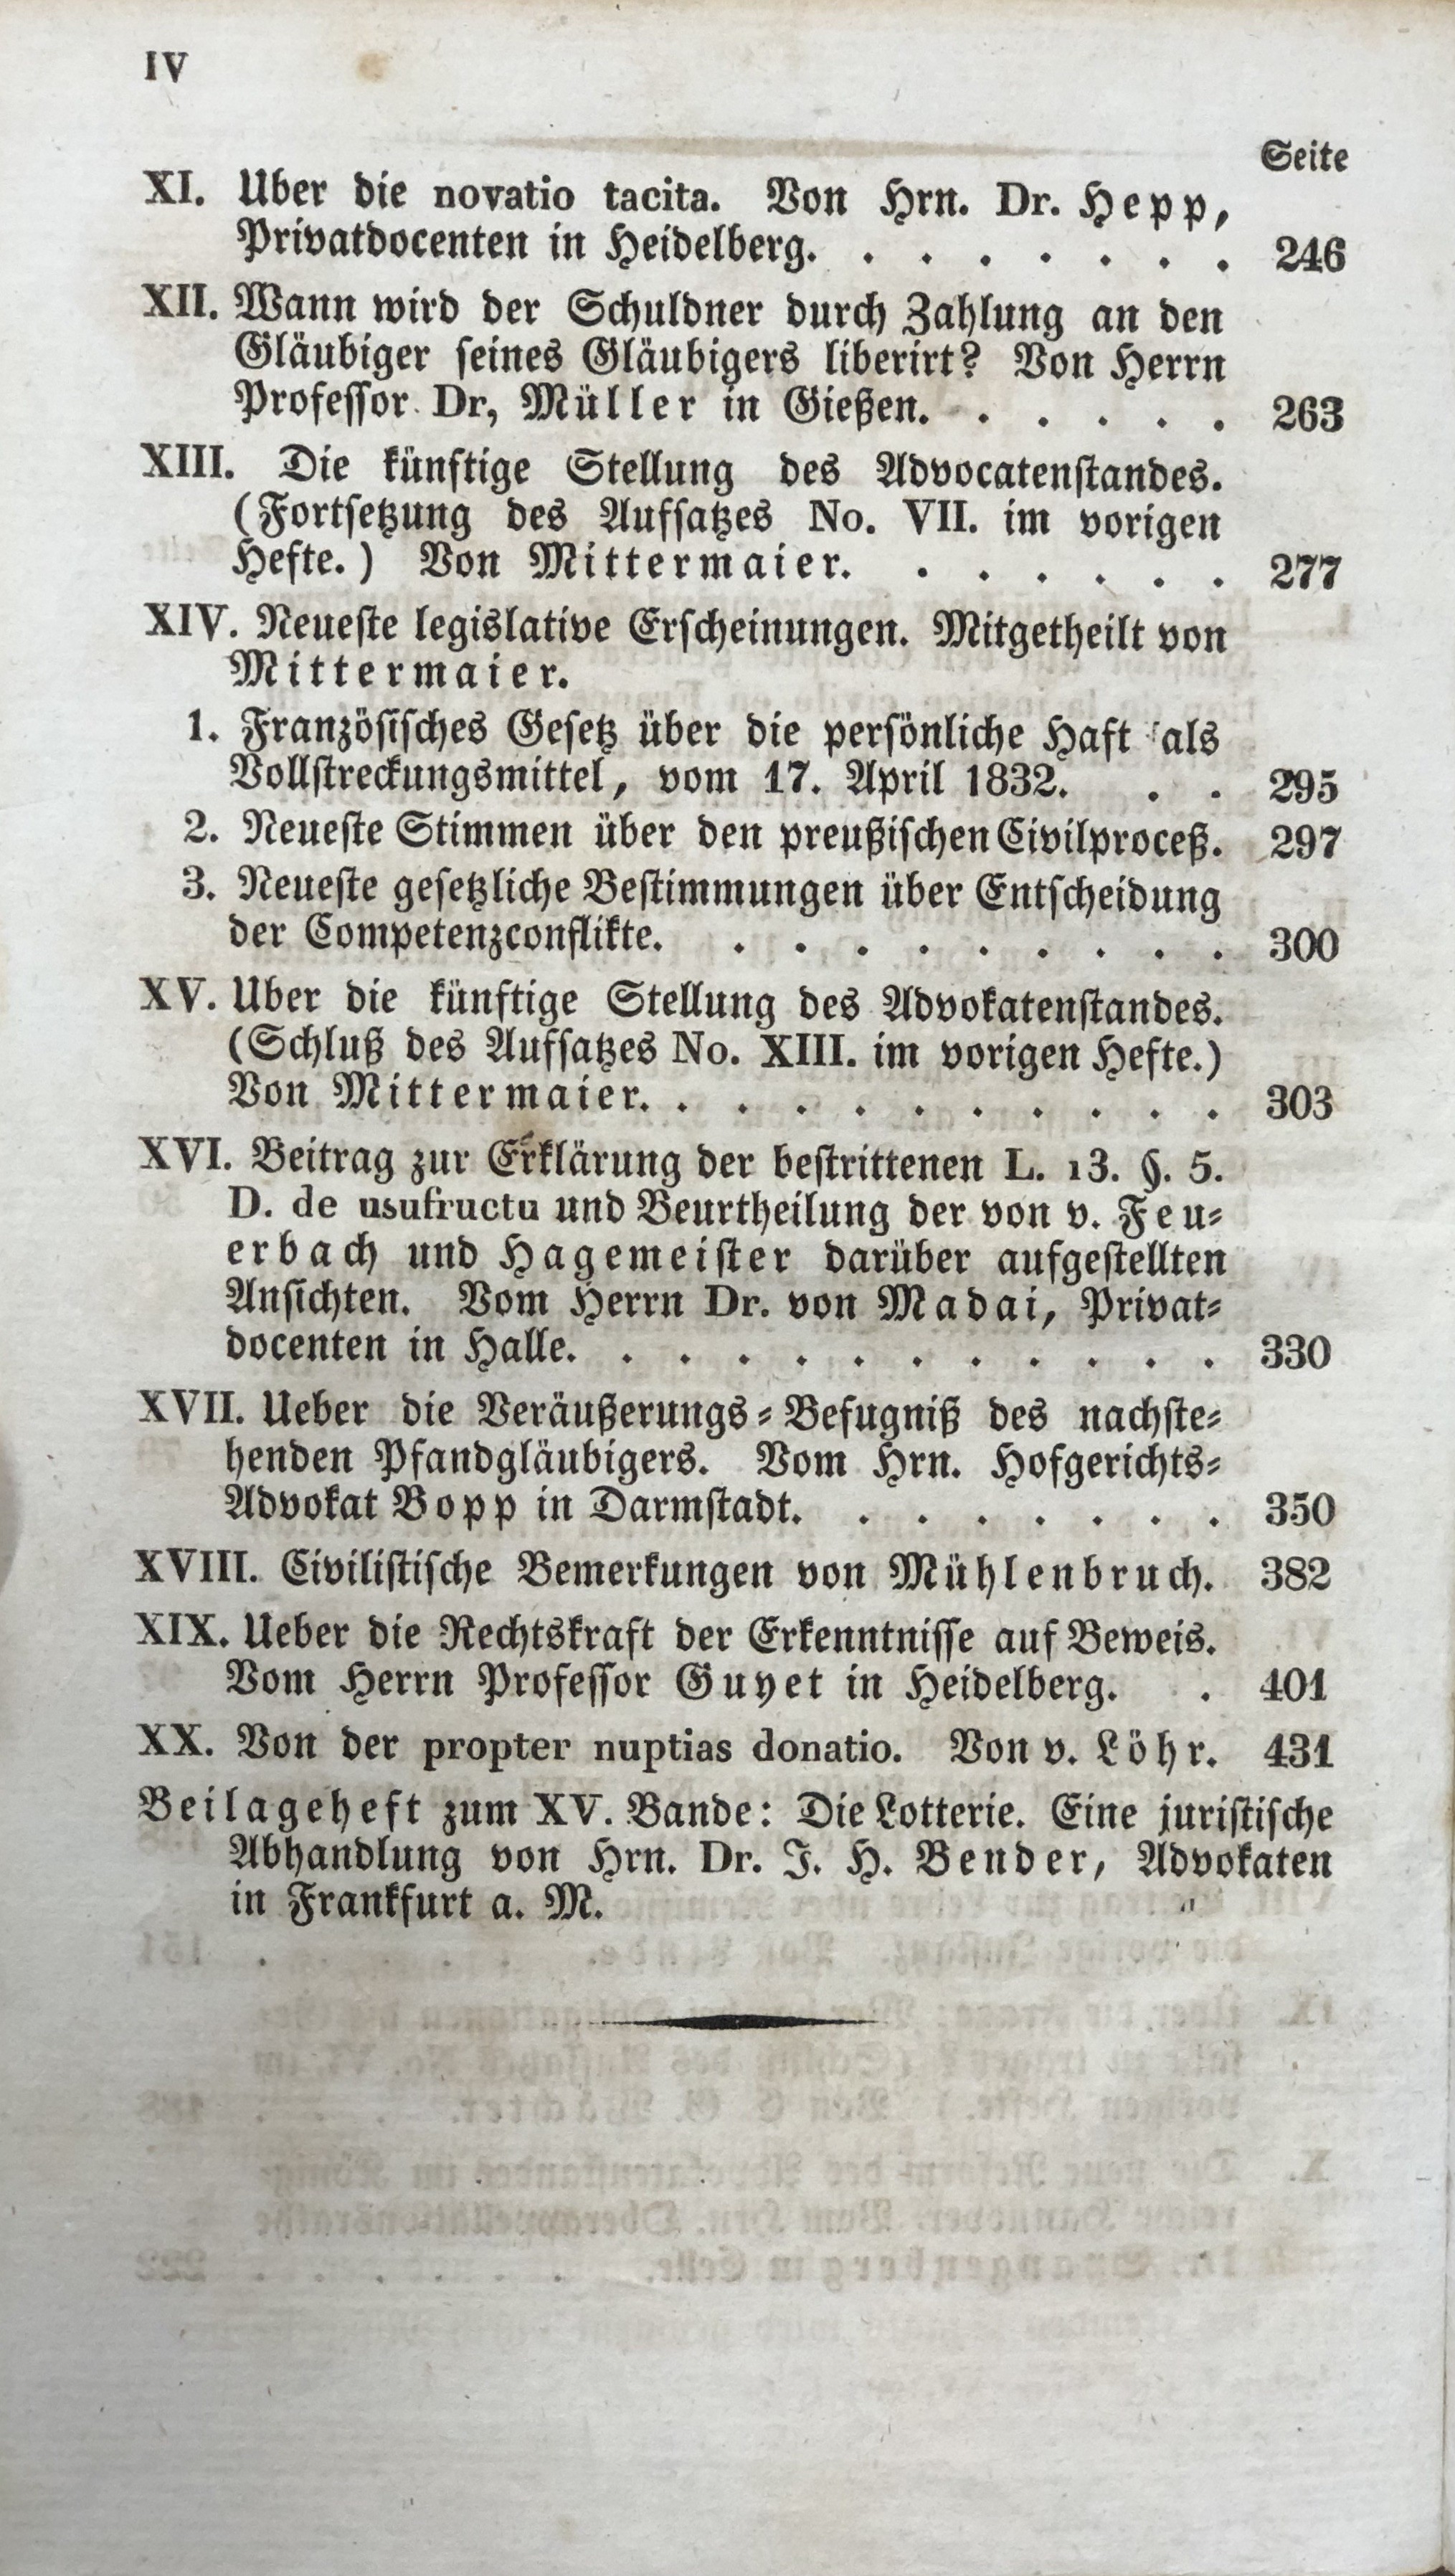 IV
Seite
XI. Uber die novatio tacita. Von Hrn. Dr. Hepp,
Privatdocenten in Heidelberg. . . . . . . . 246
XII. Wann wird der Schuldner durch Zahlung an den
Gläubiger seines Gläubigers liberirt? Von Herrn
Professor Dr, Müller in Gießen. . . . . . 263
XIII. Die künftige Stellung des Advocatenstandes.
(Fortsetzung des Aufsatzes No. VII. im vorigen
Hefte.) Von Mittermaier. . . . . . . 277
XIV. Neueste legislative Erscheinungen. Mitgetheilt von
Mittermaier.
1. Französisches Gesetz über die persönliche Haft als
Vollstreckungsmittel, vom 17. April 1832. . . 295
2. Neueste Stimmen über den preußischen Civilproceß. 297
3. Neueste gesetzliche Bestimmungen über Entscheidung
der Competenzconflikte. . . . . . . . . . 300
XV. Uber die künftige Stellung des Advokatenstandes.
(Schluß des Aufsatzes No. XIII. im vorigen Hefte.)
Von Mittermaier. . . . . . . . . . . 303
XVI. Beitrag zur Erklärung der bestrittenen L. 13. §. 5.
D. de usufructu und Beurtheilung der von v. Feu⸗
erbach und Hagemeister darüber aufgestellten
Ansichten. Vom Herrn Dr. von Madai, Privat⸗
docenten in Halle. . . . . . . . . . . . 330
XVII. Ueber die Veräußerungs⸗Befugniß des nachste⸗
henden Pfandgläubigers. Vom Hrn. Hofgerichts⸗
Advokat Bopp in Darmstadt. . . . . . . . 350
XVIII. Civilistische Bemerkungen von Mühlenbruch. 382
XIX. Ueber die Rechtskraft der Erkenntnisse auf Beweis.
Vom Herrn Professor Guyet in Heidelberg. . 401
XX. Von der propter nuptias donatio. Von v. Löhr. 431
Beilageheft zum XV. Bande: Die Lotterie. Eine juristische
Abhandlung von Hrn. Dr. J. H. Bender, Advokaten
in Frankfurt a. M.